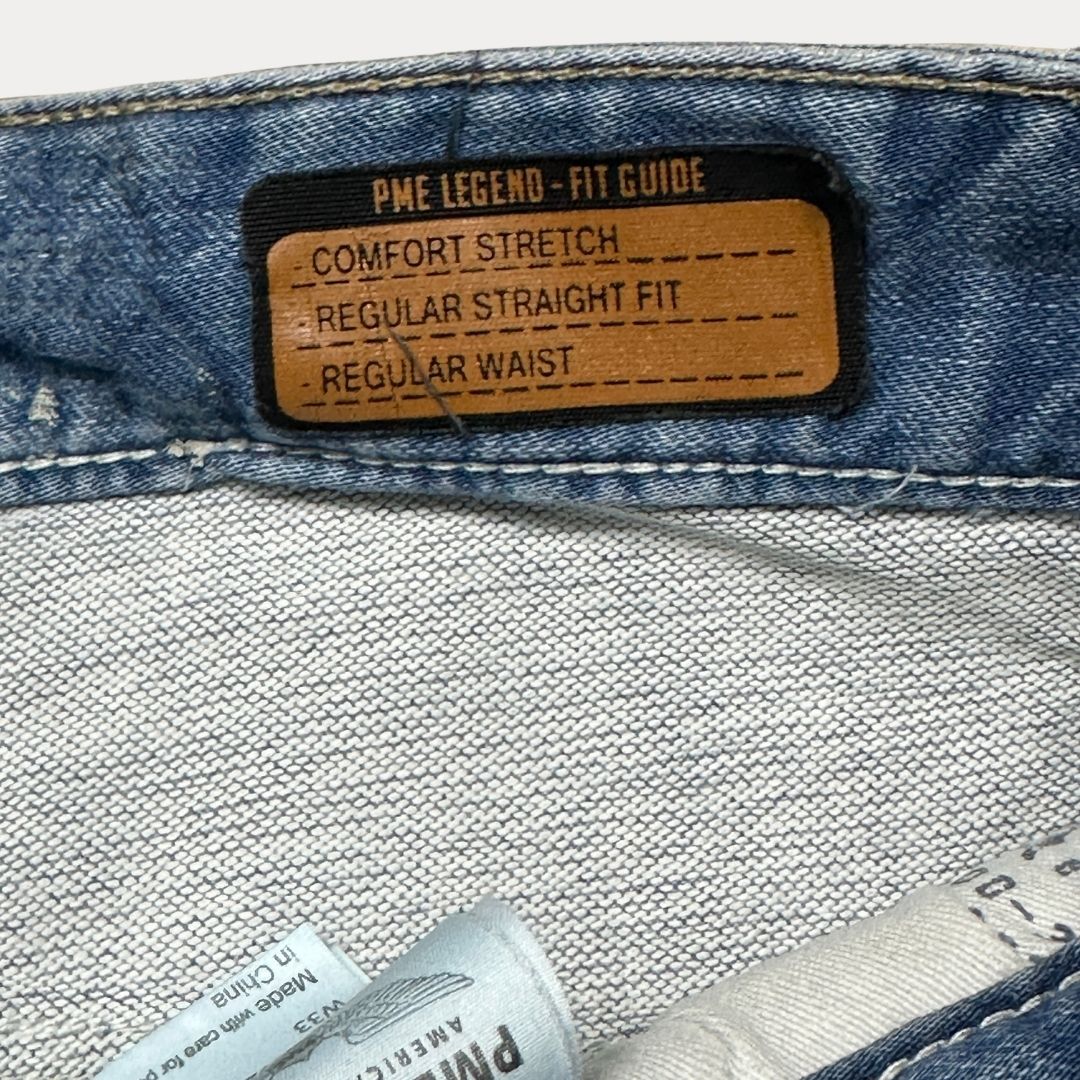 PME LEGEND - FIT GUIDE
- COMFORT STRETCH
- REGULAR STRAIGHT FIT
- REGULAR WAIST
Made with care for
in China
W33
PME
AMERIC